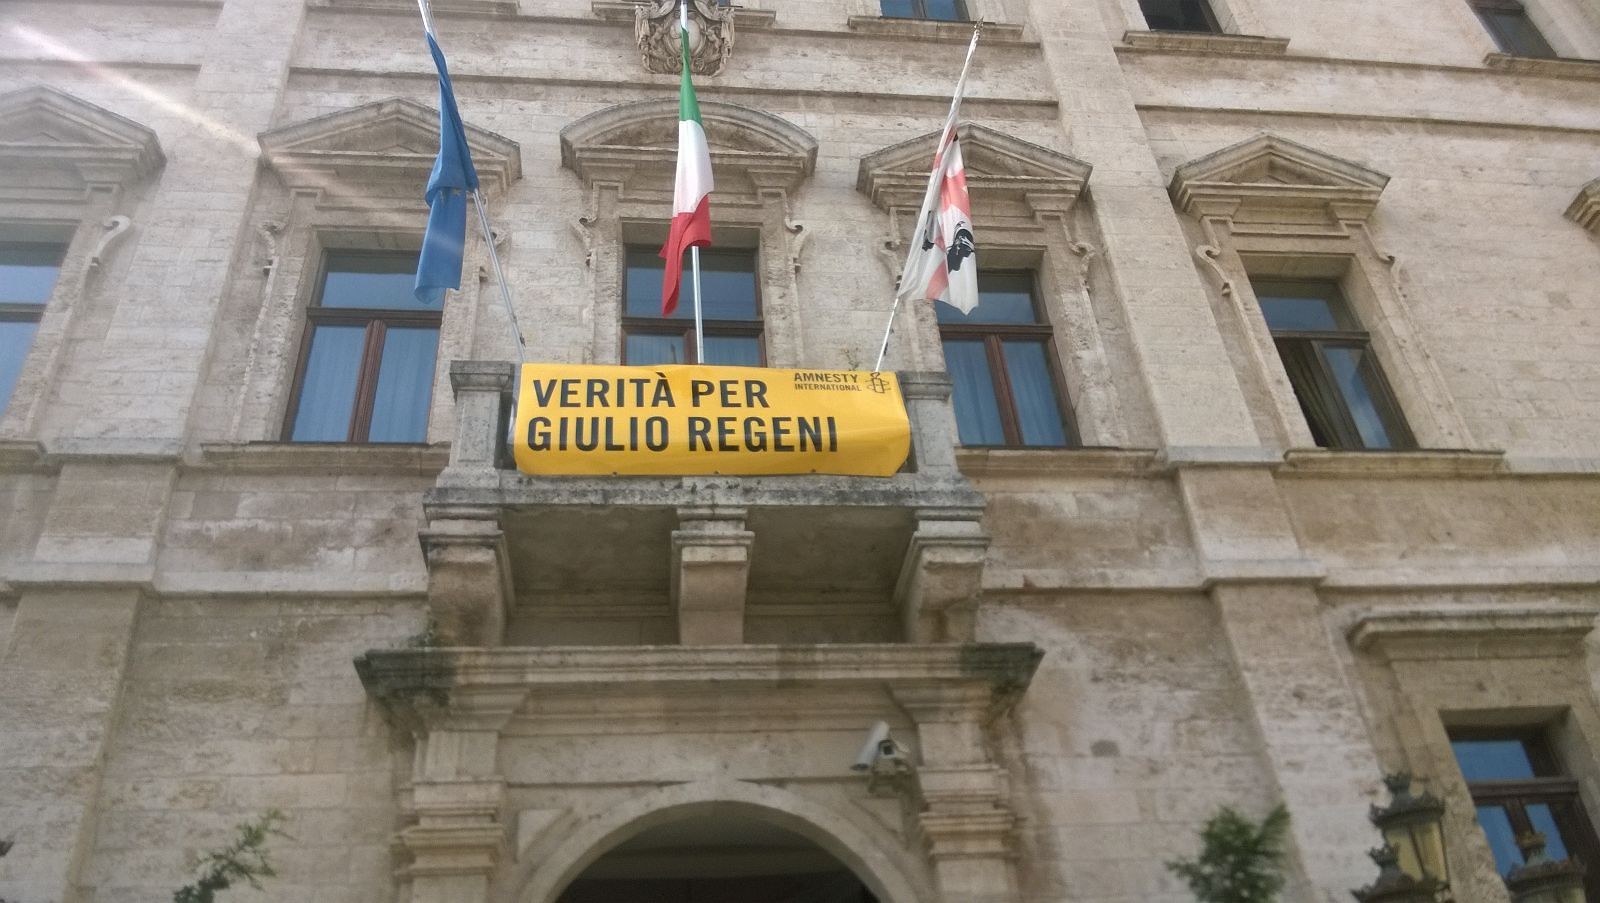 VERITÀ PER
GIULIO REGENI
AMNESTY
INTERNATIONAL